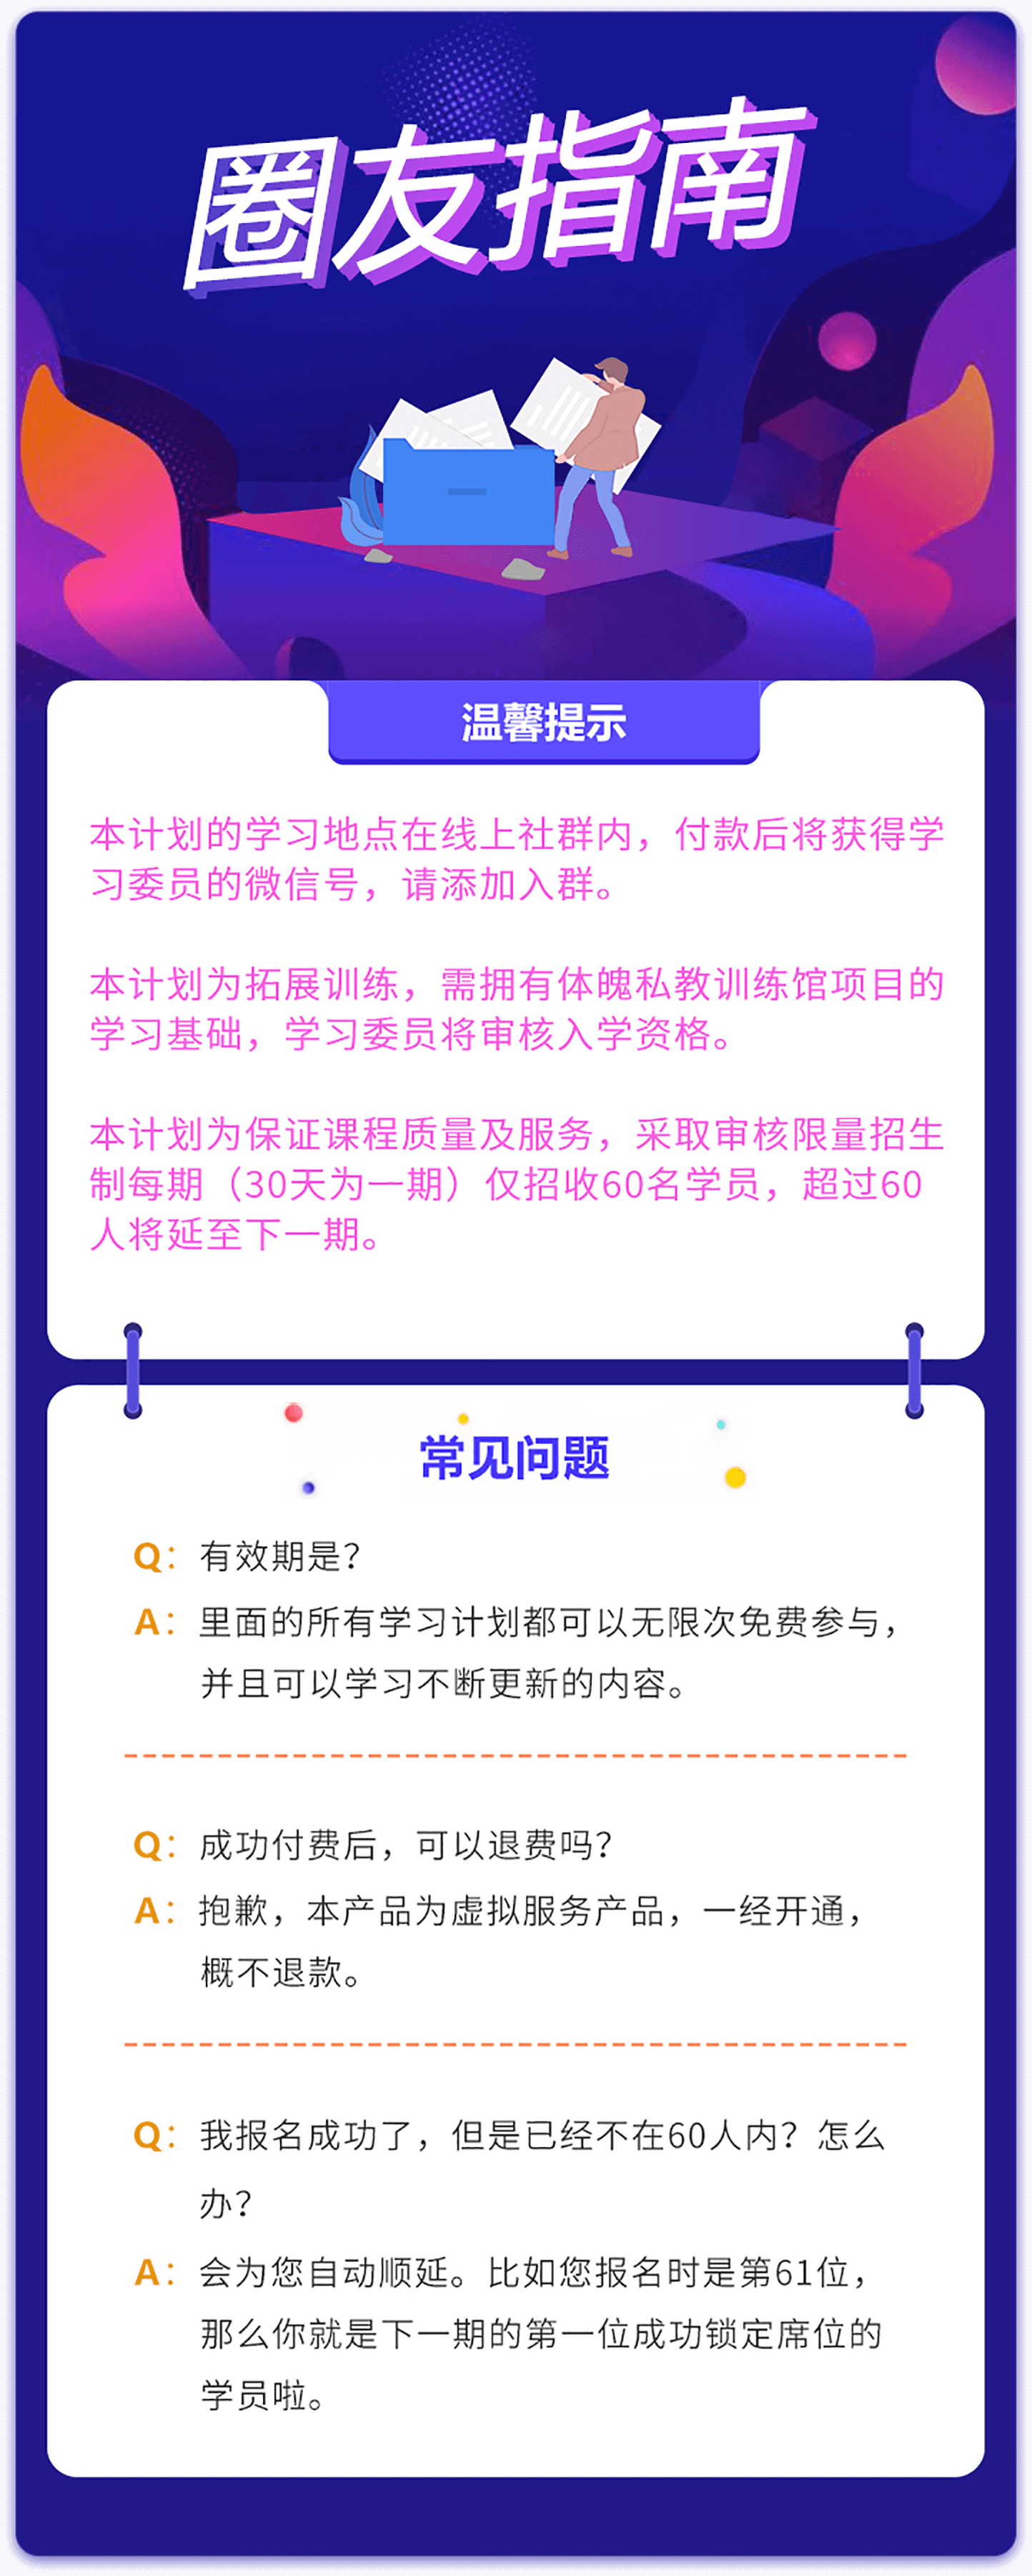 圈友指南
温馨提示
本计划的学习地点在线上社群内，付款后将获得学
习委员的微信号，请添加入群。
本计划为拓展训练，需拥有体魄私教训练馆项目的
学习基础，学习委员将审核入学资格。
本计划为保证课程质量及服务，采取审核限量招生
制每期（30天为一期）仅招收60名学员，超过60
人将延至下一期。
常见问题
Q：有效期是？
A：里面的所有学习计划都可以无限次免费参与，
并且可以学习不断更新的内容。
Q：成功付费后，可以退费吗？
A：抱歉，本产品为虚拟服务产品，一经开通，
概不退款。
Q：我报名成功了，但是已经不在60人内？怎么
办？
A：会为您自动顺延。比如您报名时是第61位，
那么你就是下一期的第一位成功锁定席位的
学员啦。